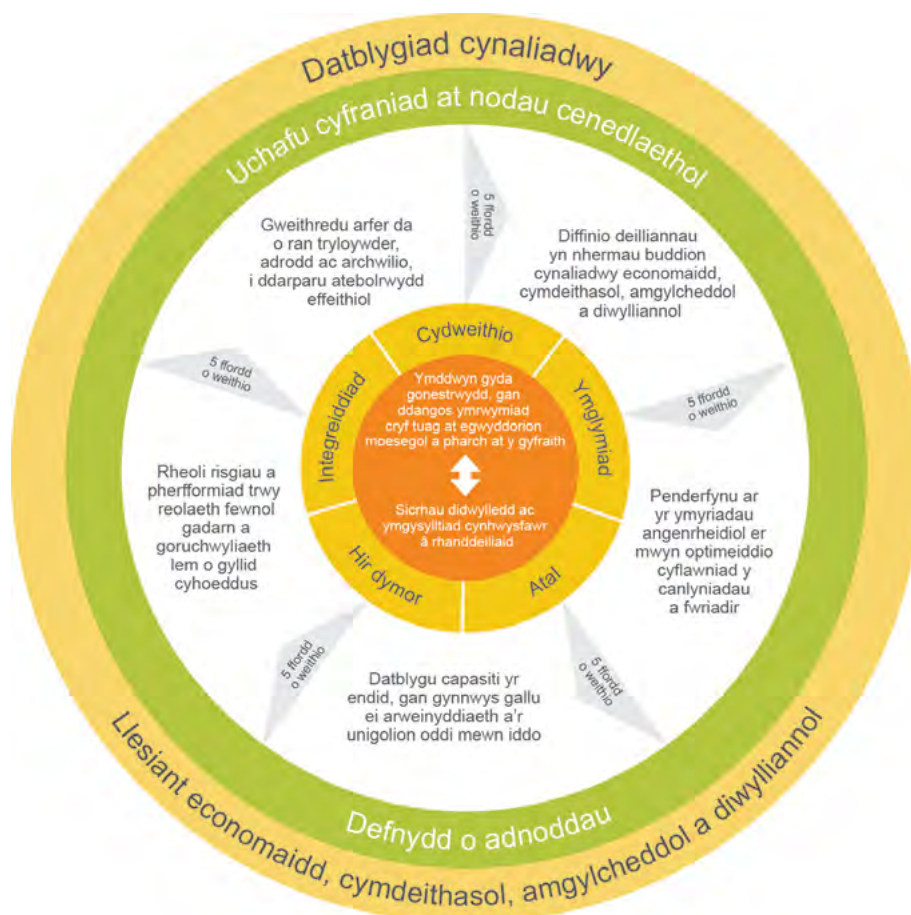 Datblygiad cynaliadwy
Uchafu cyfraniad at nodau cenedlaethol
5 ffordd
o weithio
Gweithredu arfer da
o ran tryloywder,
adrodd ac archwilio,
i ddarparu atebolrwydd
effeithiol
Diffinio deilliannau
yn nhermau buddion
cynaliadwy economaidd,
cymdeithasol, amgylcheddol
a diwylliannol
5 ffordd
o weithio
5 ffordd
o weithio
Cydweithio
Integreiddiad
Ymglymiad
Ymddwyn gyda
gonestrwydd, gan
ddangos ymrwymiad
cryf tuag at egwyddorion
moesegol a pharch at y gyfraith
Sicrhau didwylledd ac
ymgysylltiad cynhwysfawr
â rhanddeiliaid
Hir dymor
Atal
Rheoli risgiau a
pherfformiad trwy
reolaeth fewnol
gadarn a
goruchwyliaeth
lem o gyllid
cyhoeddus
Penderfynu ar
yr ymyriadau
angenrheidiol er
mwyn optimeiddio
cyflawniad y
canlyniadau
a fwriadir
5 ffordd
o weithio
5 ffordd
o weithio
Datblygu capasiti yr
endid, gan gynnwys gallu
ei arweinyddiaeth a'r
unigolion oddi mewn iddo
Defnydd o adnoddau
Llesiant economaidd, cymdeithasol, amgylcheddol a diwylliannol